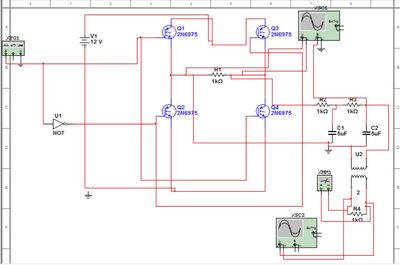 XFG1
V1
12 V
Q1
2N6975
Q3
2N6975
XSC1
R1
1kΩ
Q2
2N6975
Q4
2N6975
R2
1kΩ
R3
1kΩ
U1
NOT
C1
5uF
C2
5uF
U2
2
R4
1kΩ
XSC2